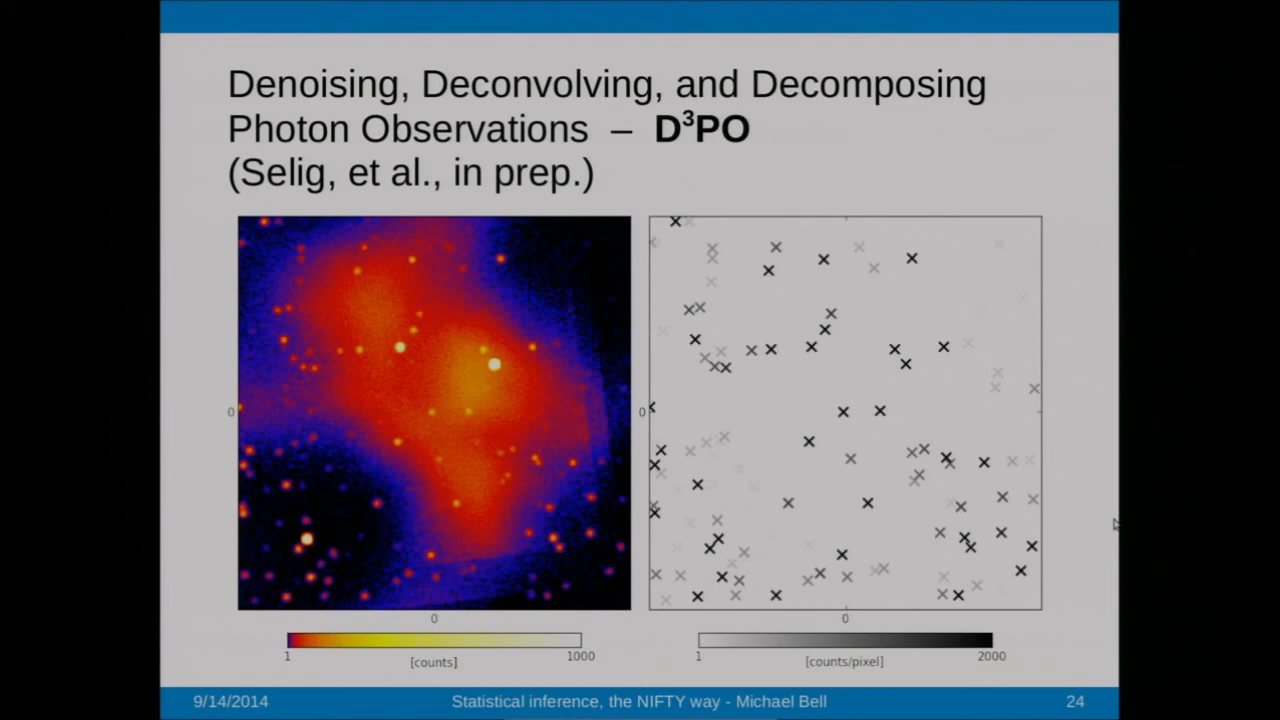 Denoising, Deconvolving, and Decomposing
Photon Observations – D³PO
(Selig, et al., in prep.)
0
0
0
0
1
[counts]
1000
1
[counts/pixel]
2000
9/14/2014
Statistical inference, the NIFTY way - Michael Bell
24